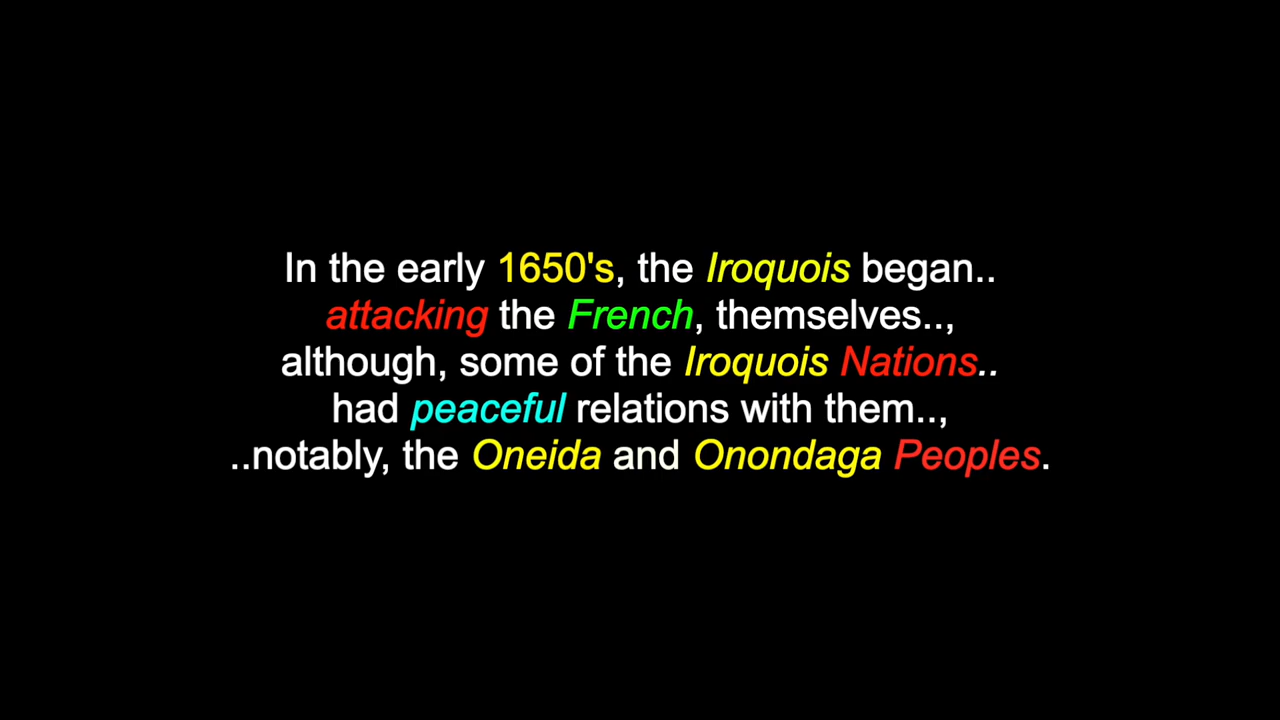 In the early 1650's, the Iroquois began..
attacking the French, themselves..,
although, some of the Iroquois Nations..
had peaceful relations with them..,
..notably, the Oneida and Onondaga Peoples.